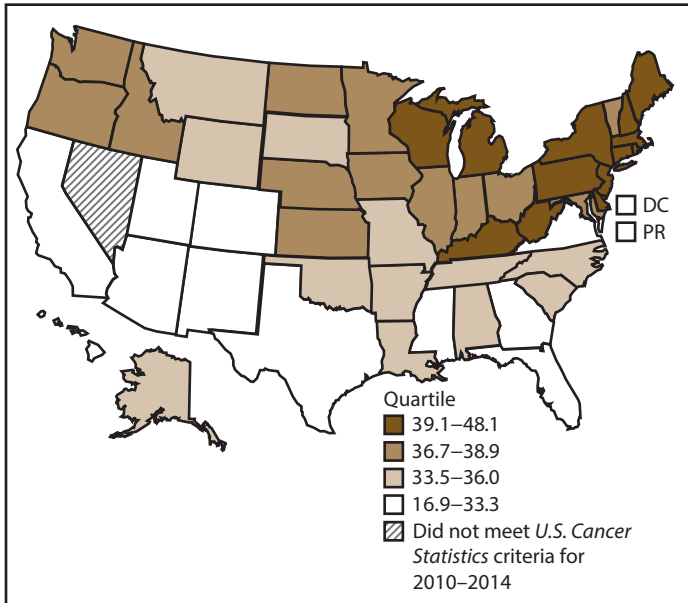 DC
PR
Quartile
39.1–48.1
36.7–38.9
33.5–36.0
16.9–33.3
Did not meet U.S. Cancer
Statistics criteria for
2010–2014